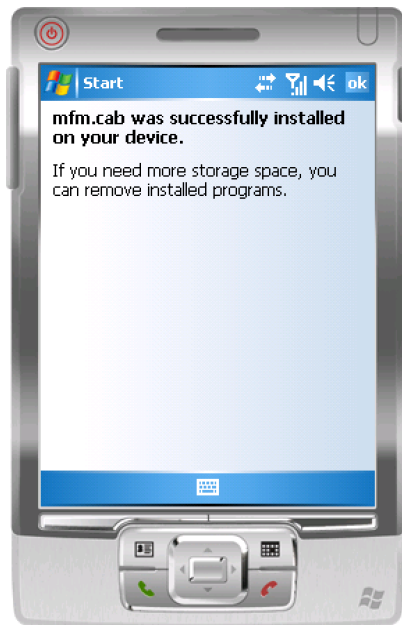 Start
ok
mfm.cab was successfully installed
on your device.
If you need more storage space, you
can remove installed programs.